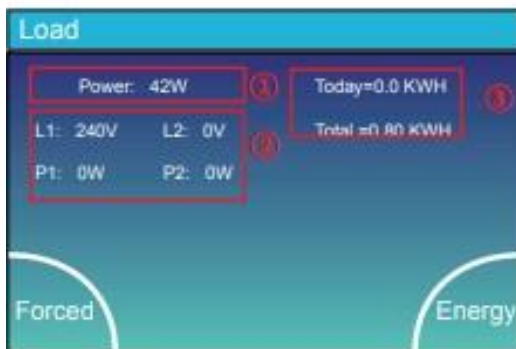 Load
Power: 42W ①
Today=0.0 KWH ③
L1: 240V L2: 0V ②
Total =0.80 KWH
P1: 0W P2: 0W
Forced
Energy